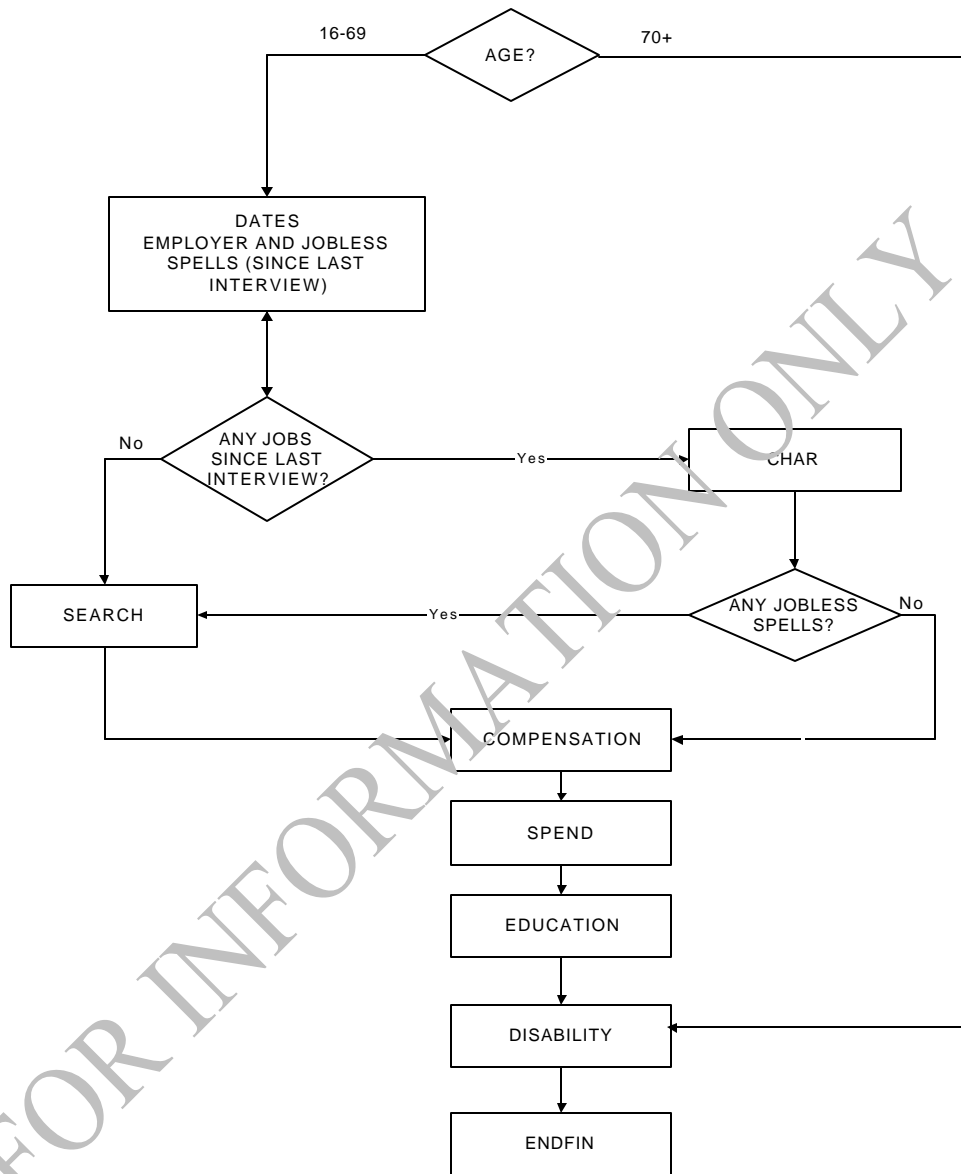 16-69
AGE?
70+
DATES
EMPLOYER AND JOBLESS
SPELLS (SINCE LAST
INTERVIEW)
No
ANY JOBS
SINCE LAST
INTERVIEW?
Yes
CHAR
SEARCH
Yes
ANY JOBLESS
SPELLS?
No
COMPENSATION
SPEND
EDUCATION
DISABILITY
ENDFIN
FOR INFORMATION ONLY